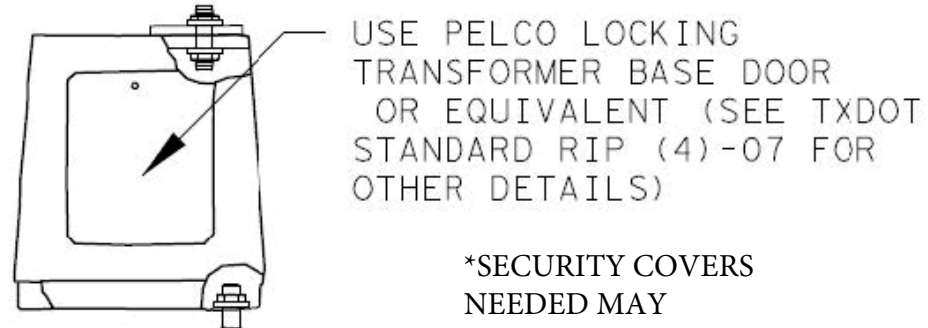 USE PELCO LOCKING
TRANSFORMER BASE DOOR
OR EQUIVALENT (SEE TXDOT
STANDARD RIP (4)-07 FOR
OTHER DETAILS)
*SECURITY COVERS
NEEDED MAY